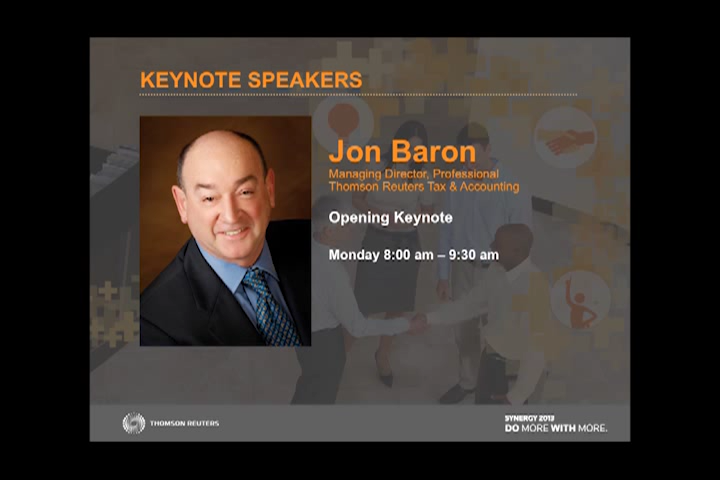 KEYNOTE SPEAKERS
Jon Baron
Managing Director, Professional
Thomson Reuters Tax & Accounting
Opening Keynote
Monday 8:00 am – 9:30 am
THOMSON REUTERS
SYNERGY 2013
DO MORE WITH MORE.